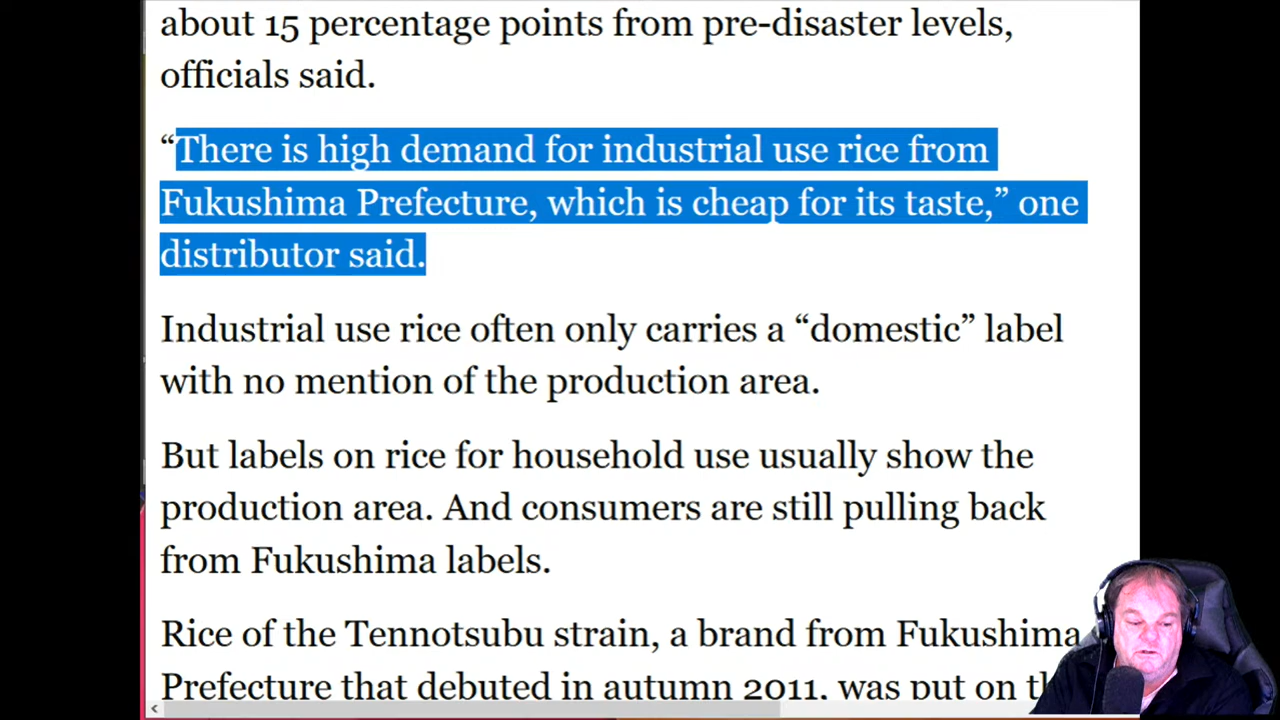 about 15 percentage points from pre-disaster levels,
officials said.
“There is high demand for industrial use rice from
Fukushima Prefecture, which is cheap for its taste,” one
distributor said.
Industrial use rice often only carries a “domestic” label
with no mention of the production area.
But labels on rice for household use usually show the
production area. And consumers are still pulling back
from Fukushima labels.
Rice of the Tennotsubu strain, a brand from Fukushima
Prefecture that debuted in autumn 2011, was put on